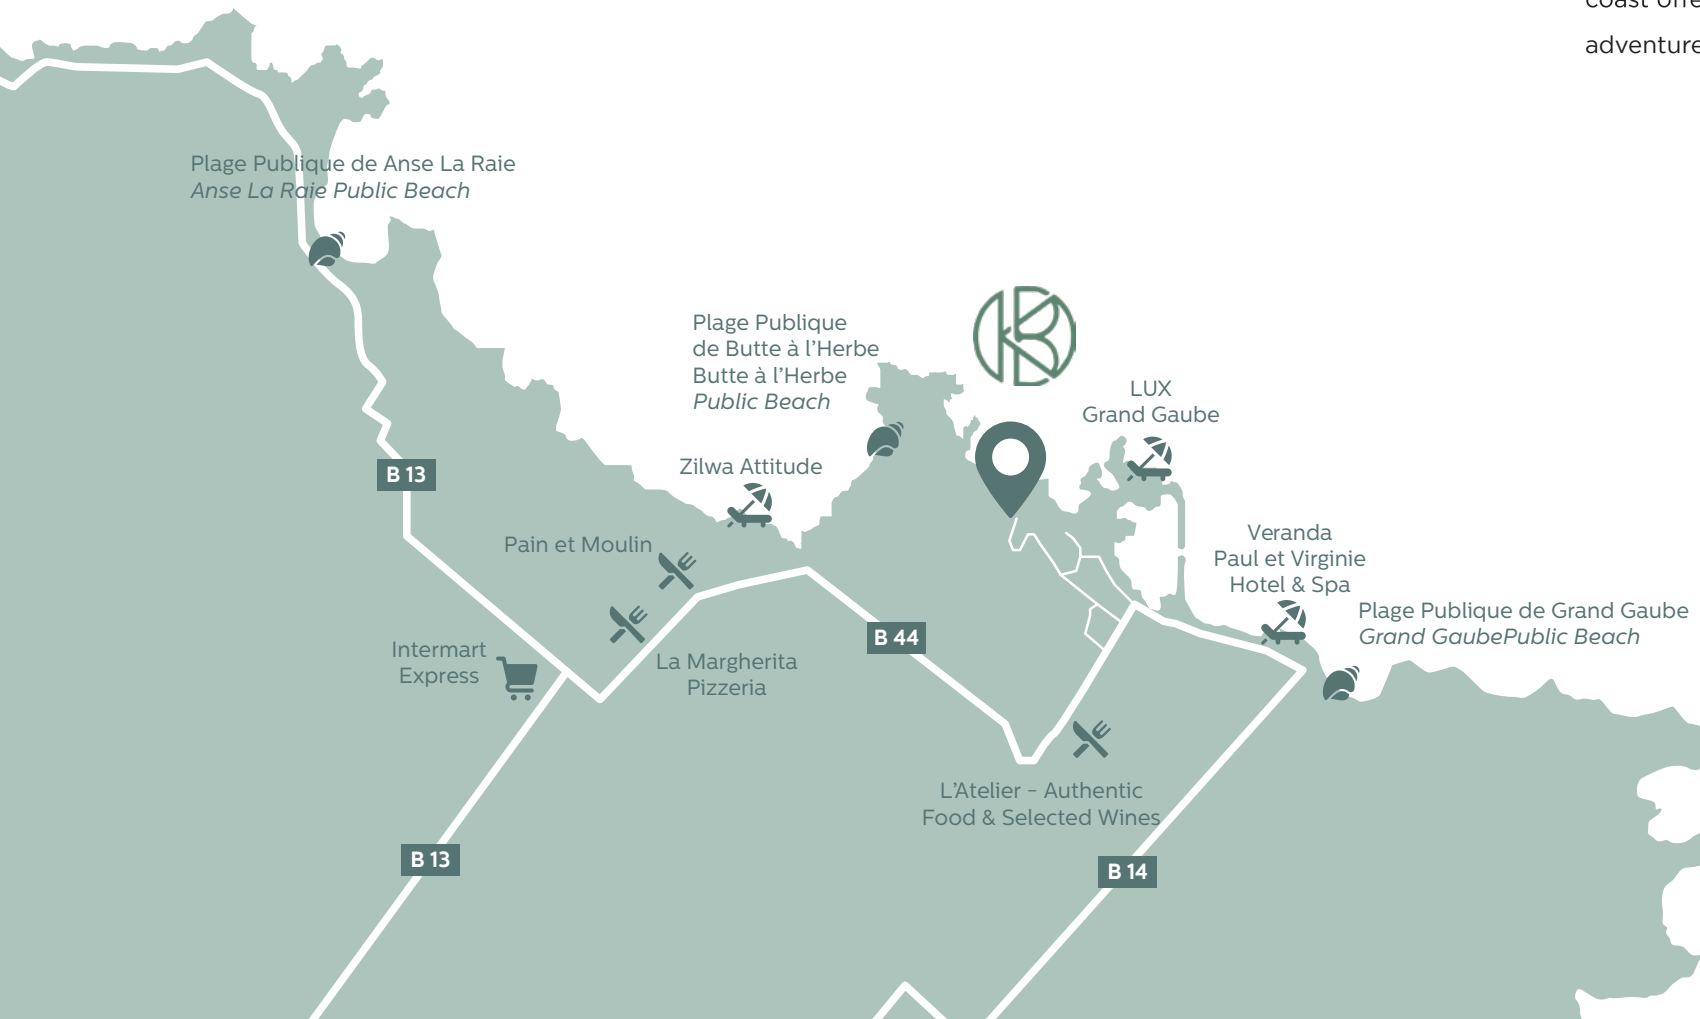 coast offe
adventure
Plage Publique de Anse La Raie
Anse La Raie Public Beach
Plage Publique
de Butte à l'Herbe
Butte à l'Herbe
Public Beach
KB
LUX
Grand Gaube
Zilwa Attitude
B 13
Pain et Moulin
Veranda
Paul et Virginie
Hotel & Spa
Plage Publique de Grand Gaube
Grand GaubePublic Beach
B 44
Intermart
Express
La Margherita
Pizzeria
L'Atelier - Authentic
Food & Selected Wines
B 13
B 14